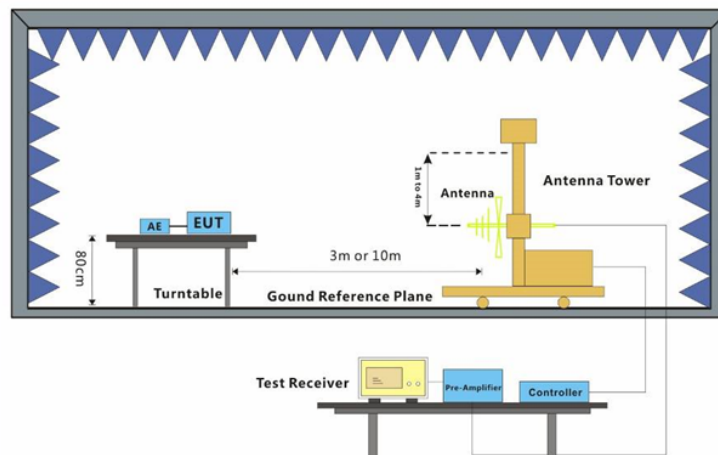 1m to 4m
Antenna
Antenna Tower
AE
EUT
80cm
3m or 10m
Turntable
Gound Reference Plane
Test Receiver
Pre-Amplifier
Controller